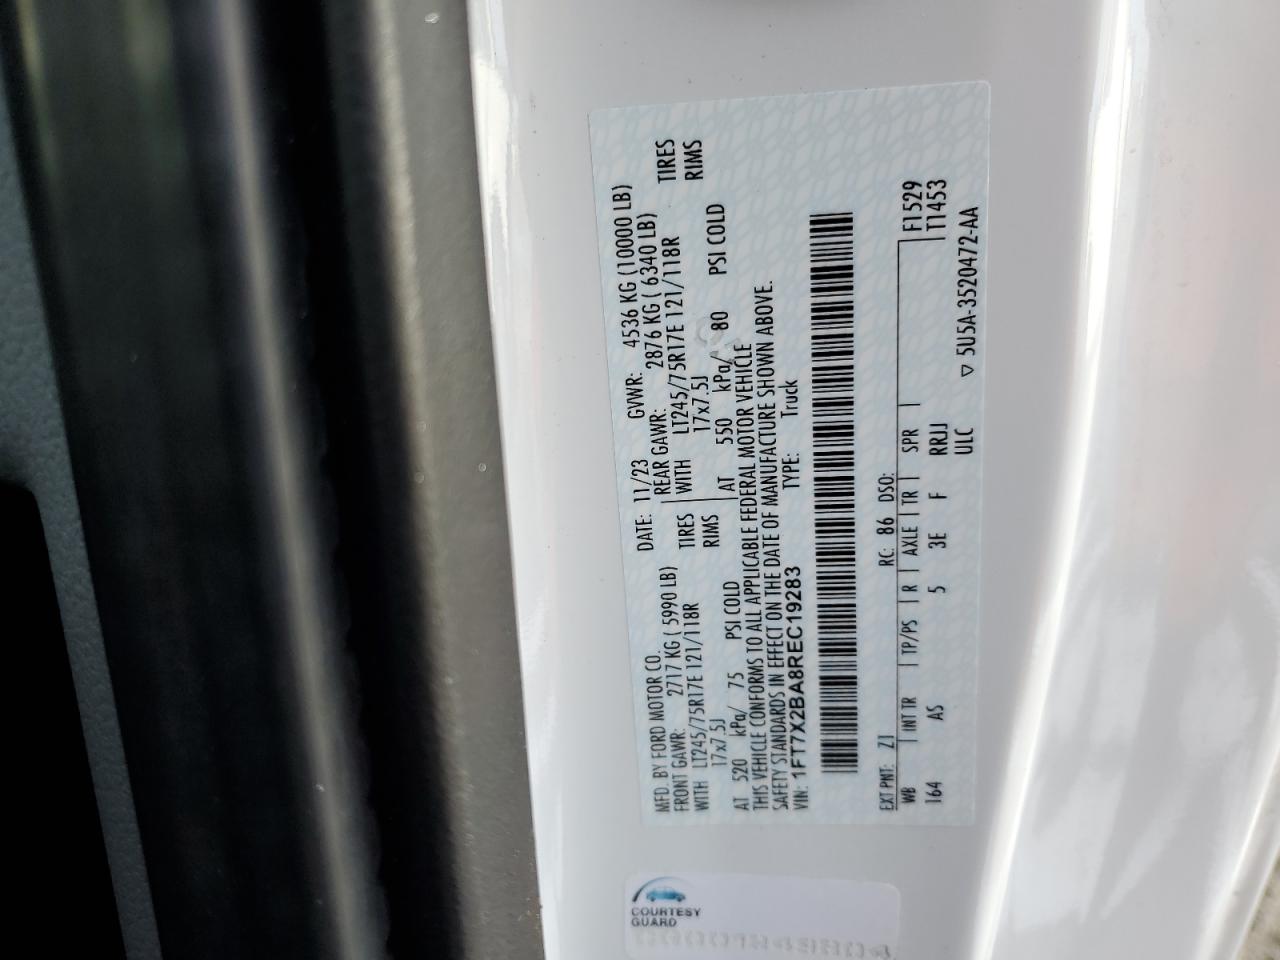 MFD. BY FORD MOTOR CO.
DATE: 11/23 GVWR: 4536 KG (10000 LB)
FRONT GAWR: 2717 KG ( 5990 LB) REAR GAWR: 2876 KG ( 6340 LB)
WITH LT245/75R17E 121/118R TIRES WITH LT245/75R17E 121/118R TIRES
17x7.5J RIMS 17x7.5J RIMS
AT 520 kPa/ 75 PSI COLD AT 550 kPa/ 80 PSI COLD
THIS VEHICLE CONFORMS TO ALL APPLICABLE FEDERAL MOTOR VEHICLE
SAFETY STANDARDS IN EFFECT ON THE DATE OF MANUFACTURE SHOWN ABOVE.
VIN: 1FT7X2BA8REC19283 TYPE: Truck
EXT PNT: Z1 RC: 86 DSO:
WB INT TR TP/PS R AXLE TR SPR F1529
164 AS 5 3E F RRJJ T1453
ULC ▽ 5U5A-3520472-AA
COURTESY
GUARD